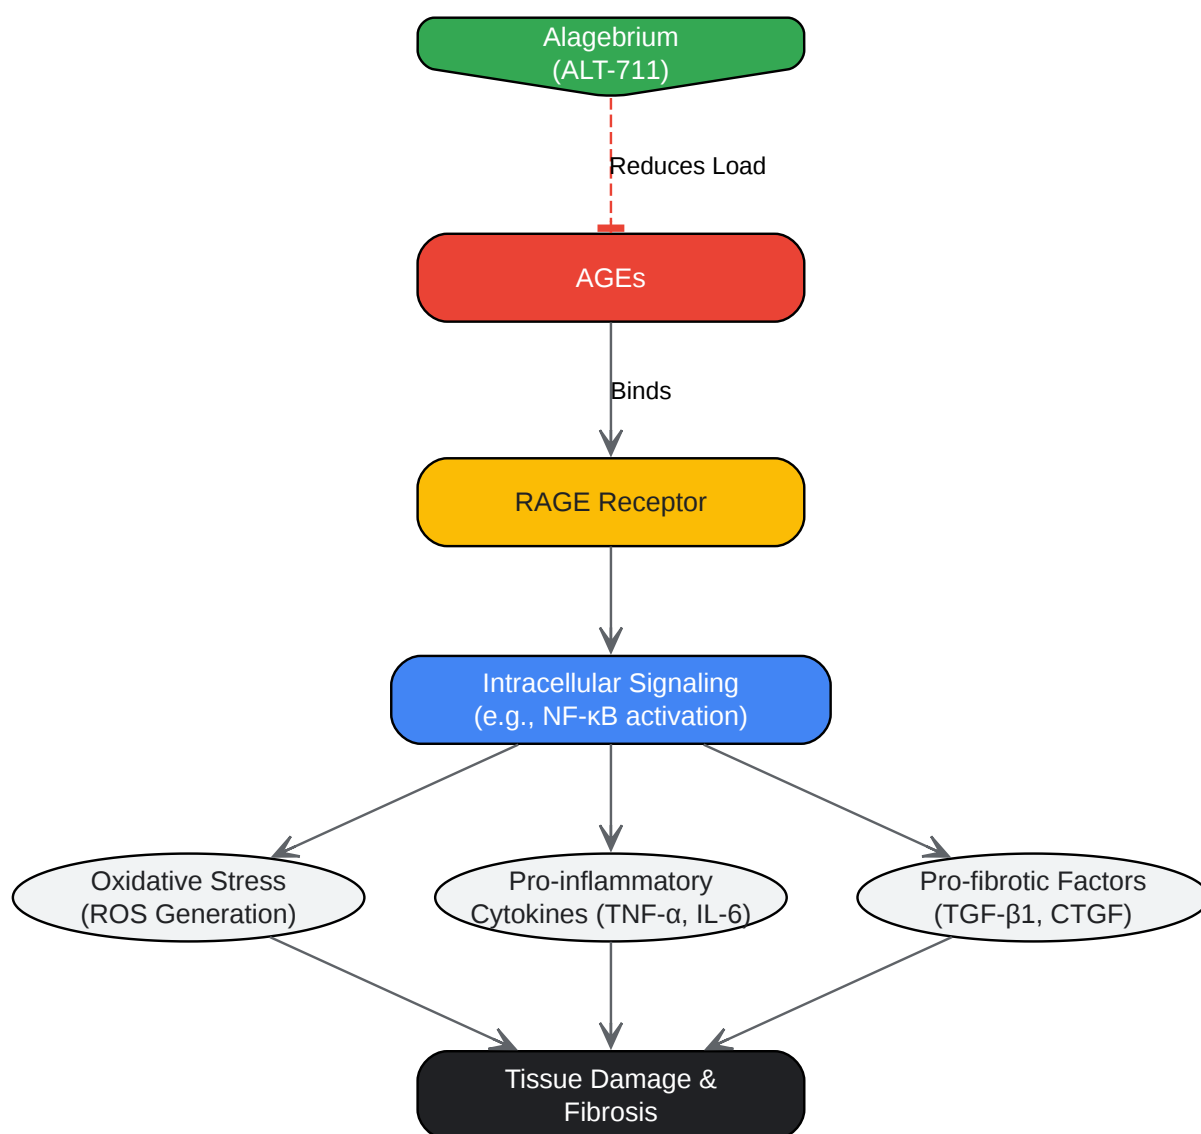 Alagebrium
(ALT-711)
Reduces Load
AGEs
Binds
RAGE Receptor
Intracellular Signaling
(e.g., NF-κB activation)
Oxidative Stress
(ROS Generation)
Pro-inflammatory
Cytokines (TNF-α, IL-6)
Pro-fibrotic Factors
(TGF-β1, CTGF)
Tissue Damage &
Fibrosis